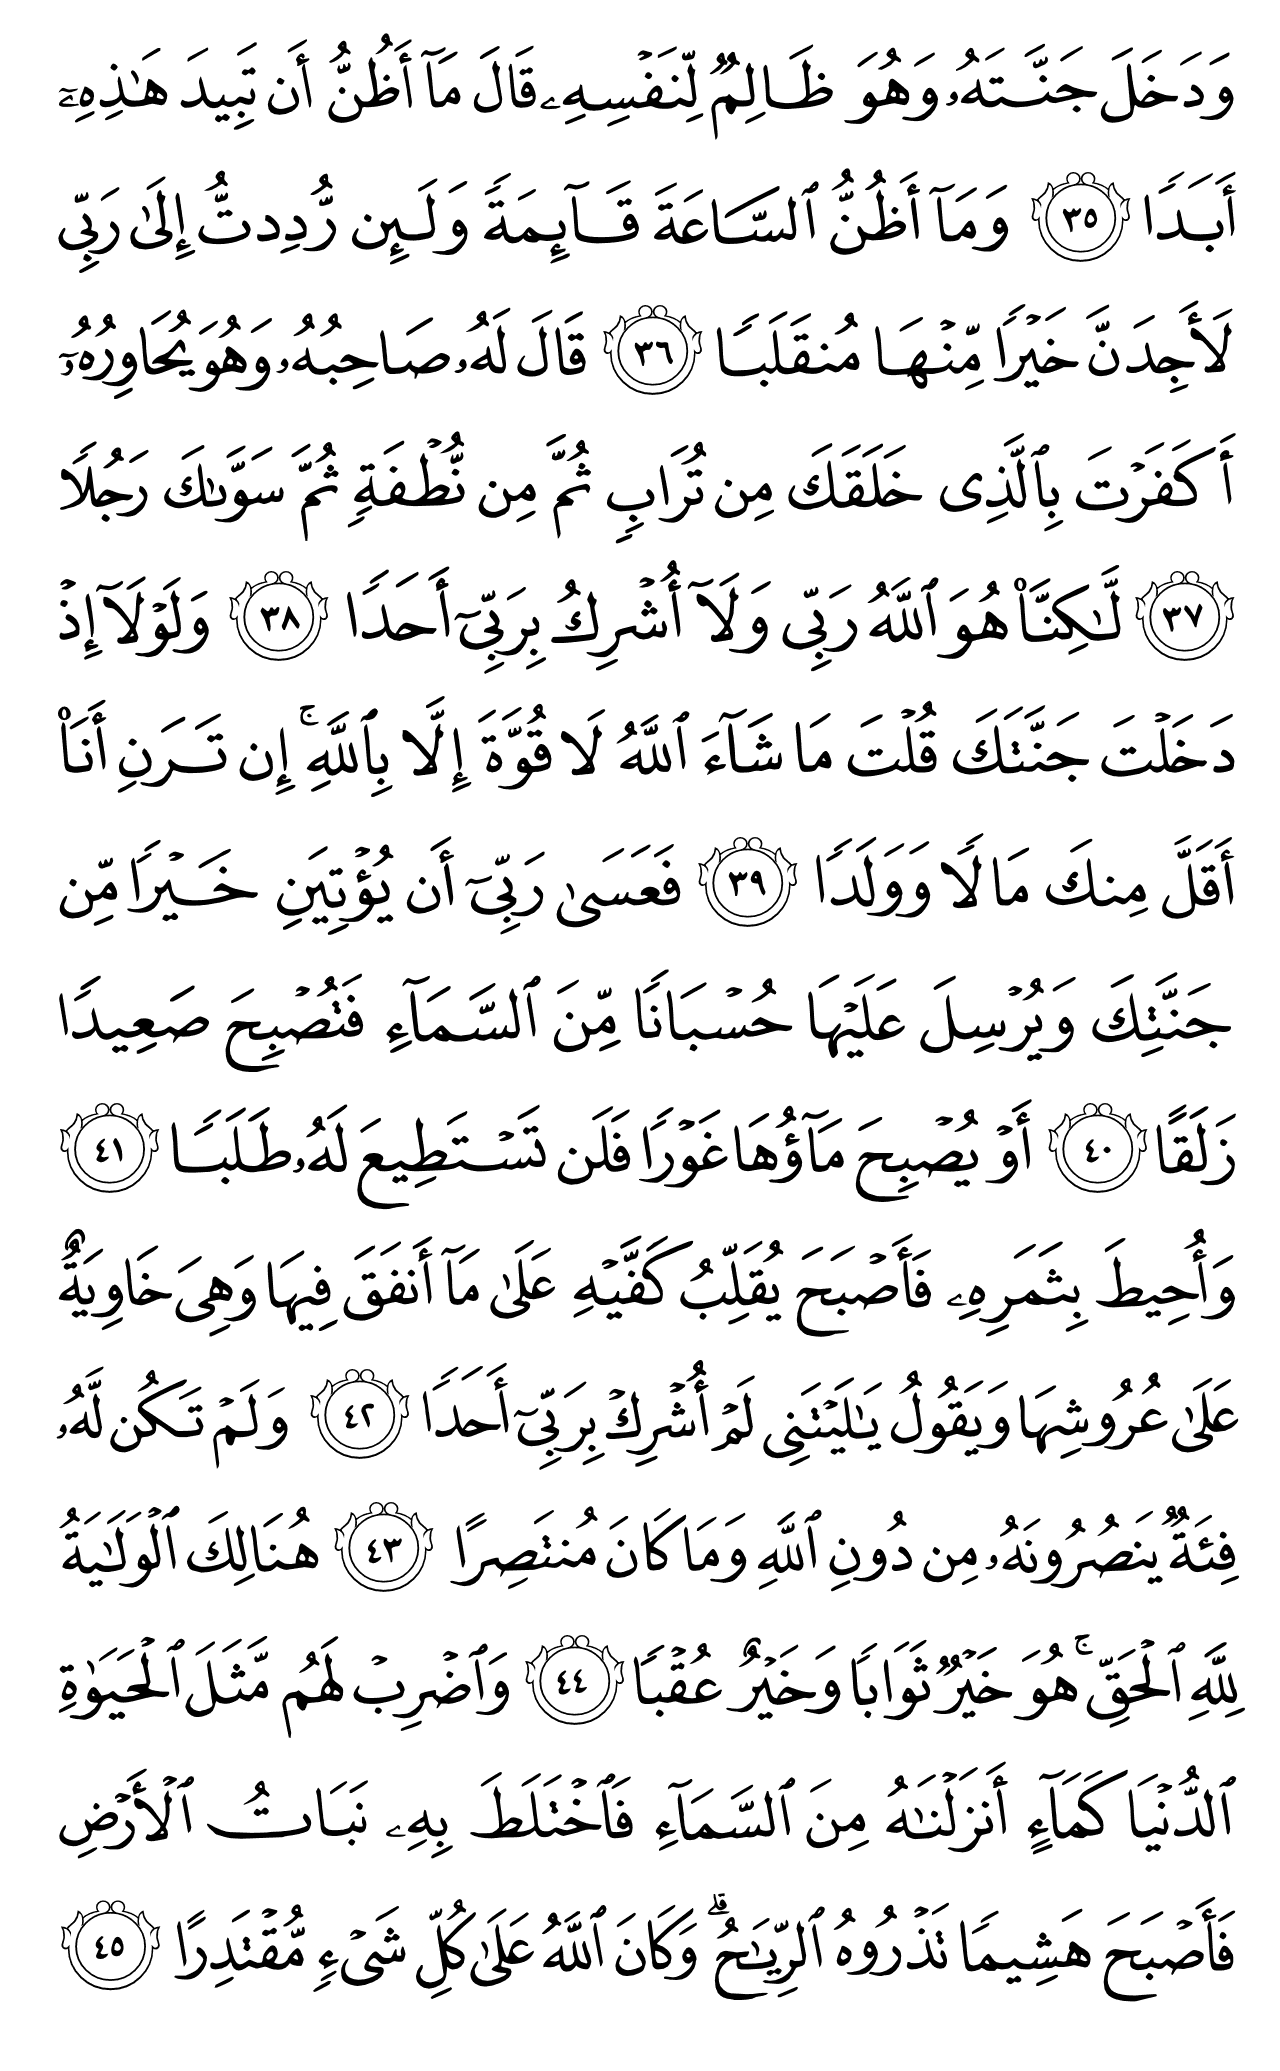 وَدَخَلَ جَنَّتَهُۥ وَهُوَ ظَالِمٌ لِّنَفْسِهِۦ قَالَ مَآ أَظُنُّ أَن تَبِيدَ هَٰذِهِۦٓ
أَبَدًا ٣٥ وَمَآ أَظُنُّ ٱلسَّاعَةَ قَآئِمَةً وَلَئِن رُّدِدتُّ إِلَىٰ رَبِّى
لَأَجِدَنَّ خَيْرًا مِّنْهَا مُنقَلَبًا ٣٦ قَالَ لَهُۥ صَاحِبُهُۥ وَهُوَ يُحَاوِرُهُۥٓ
أَكَفَرْتَ بِٱلَّذِى خَلَقَكَ مِن تُرَابٍ ثُمَّ مِن نُّطْفَةٍ ثُمَّ سَوَّىٰكَ رَجُلًا
٣٧ لَّٰكِنَّا۠ هُوَ ٱللَّهُ رَبِّى وَلَآ أُشْرِكُ بِرَبِّىٓ أَحَدًا ٣٨ وَلَوْلَآ إِذْ
دَخَلْتَ جَنَّتَكَ قُلْتَ مَا شَآءَ ٱللَّهُ لَا قُوَّةَ إِلَّا بِٱللَّهِ ۚ إِن تَرَنِ أَنَا۠
أَقَلَّ مِنكَ مَالًا وَوَلَدًا ٣٩ فَعَسَىٰ رَبِّىٓ أَن يُؤْتِيَنِ خَيْرًا مِّن
جَنَّتِكَ وَيُرْسِلَ عَلَيْهَا حُسْبَانًا مِّنَ ٱلسَّمَآءِ فَتُصْبِحَ صَعِيدًا
زَلَقًا ٤٠ أَوْ يُصْبِحَ مَآؤُهَا غَوْرًا فَلَن تَسْتَطِيعَ لَهُۥ طَلَبًا ٤١
وَأُحِيطَ بِثَمَرِهِۦ فَأَصْبَحَ يُقَلِّبُ كَفَّيْهِ عَلَىٰ مَآ أَنفَقَ فِيهَا وَهِىَ خَاوِيَةٌ
عَلَىٰ عُرُوشِهَا وَيَقُولُ يَٰلَيْتَنِى لَمْ أُشْرِكْ بِرَبِّىٓ أَحَدًا ٤٢ وَلَمْ تَكُن لَّهُۥ
فِئَةٌ يَنصُرُونَهُۥ مِن دُونِ ٱللَّهِ وَمَا كَانَ مُنتَصِرًا ٤٣ هُنَالِكَ ٱلْوَلَٰيَةُ
لِلَّهِ ٱلْحَقِّ ۚ هُوَ خَيْرٌ ثَوَابًا وَخَيْرٌ عُقْبًا ٤٤ وَٱضْرِبْ لَهُم مَّثَلَ ٱلْحَيَوٰةِ
ٱلدُّنْيَا كَمَآءٍ أَنزَلْنَٰهُ مِنَ ٱلسَّمَآءِ فَٱخْتَلَطَ بِهِۦ نَبَاتُ ٱلْأَرْضِ
فَأَصْبَحَ هَشِيمًا تَذْرُوهُ ٱلرِّيَٰحُ ۗ وَكَانَ ٱللَّهُ عَلَىٰ كُلِّ شَىْءٍ مُّقْتَدِرًا ٤٥